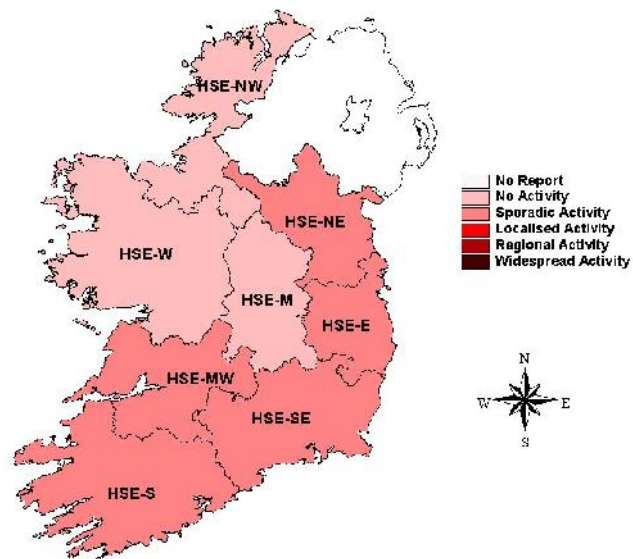 HSE-NW
No Report
No Activity
Sporadic Activity
Localised Activity
Regional Activity
Widespread Activity
HSE-NE
HSE-W
HSE-M
HSE-E
HSE-MW
HSE-SE
HSE-S
N
W
E
S